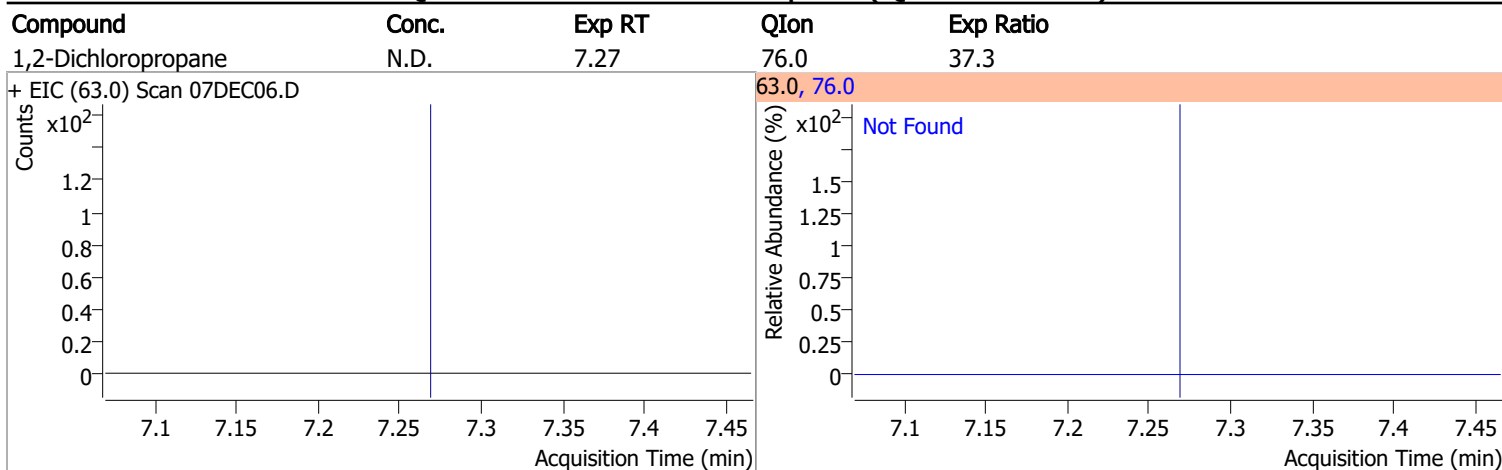 Compound Conc. Exp RT QIon Exp Ratio
1,2-Dichloropropane N.D. 7.27 76.0 37.3
+ EIC (63.0) Scan 07DEC06.D
Counts
x10²
1.2
1
0.8
0.6
0.4
0.2
0
7.1 7.15 7.2 7.25 7.3 7.35 7.4 7.45
Acquisition Time (min)
63.0, 76.0
Relative Abundance (%)
x10²
Not Found
1.5
1.25
1
0.75
0.5
0.25
0
7.1 7.15 7.2 7.25 7.3 7.35 7.4 7.45
Acquisition Time (min)